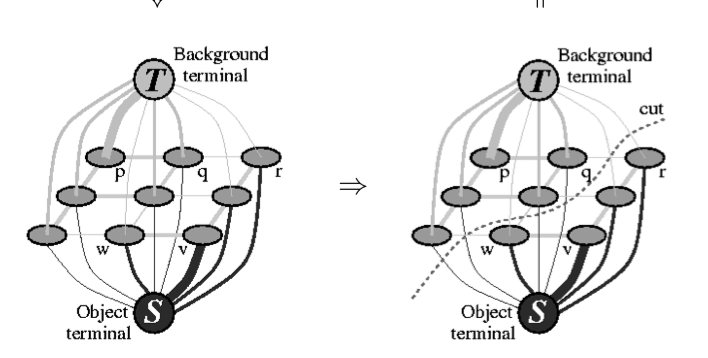 Background
terminal
T
p
q
r
w
v
Object
terminal
S
⇒
Background
terminal
T
cut
p
q
r
w
v
Object
terminal
S